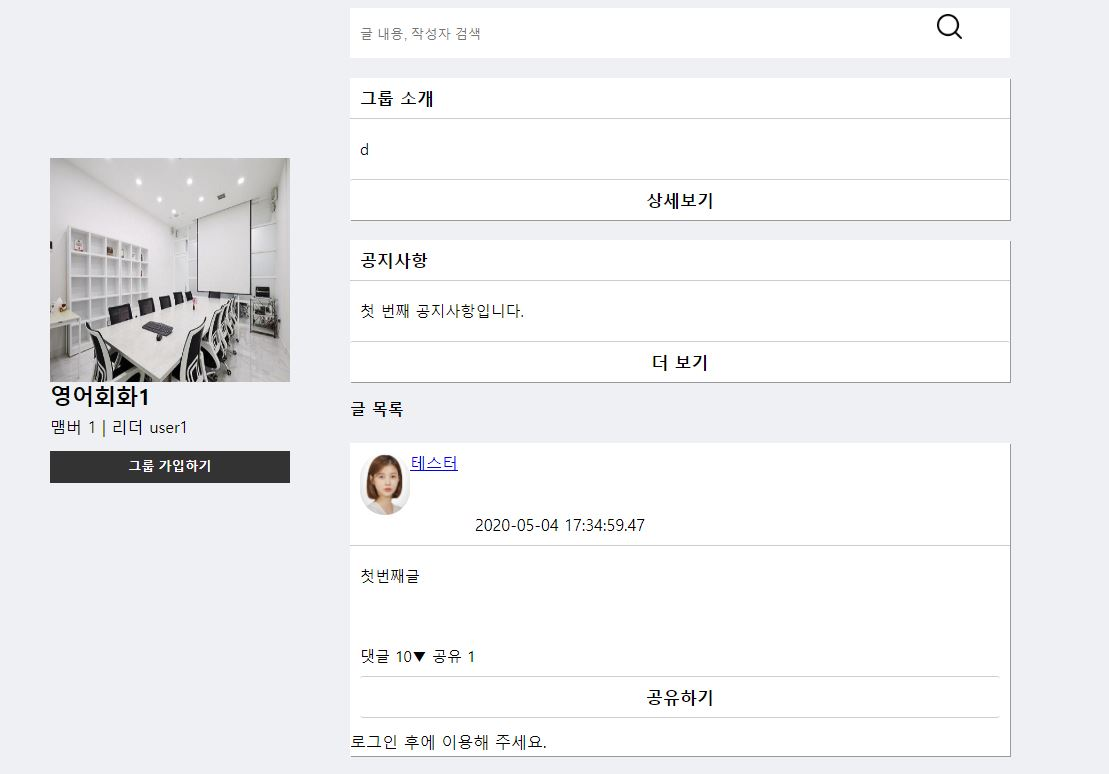 글 내용, 작성자 검색
그룹 소개
d
상세보기
공지사항
첫 번째 공지사항입니다.
더 보기
영어회화1
맴버 1 | 리더 user1
그룹 가입하기
글 목록
테스터
2020-05-04 17:34:59.47
첫번째글
댓글 10▼ 공유 1
공유하기
로그인 후에 이용해 주세요.